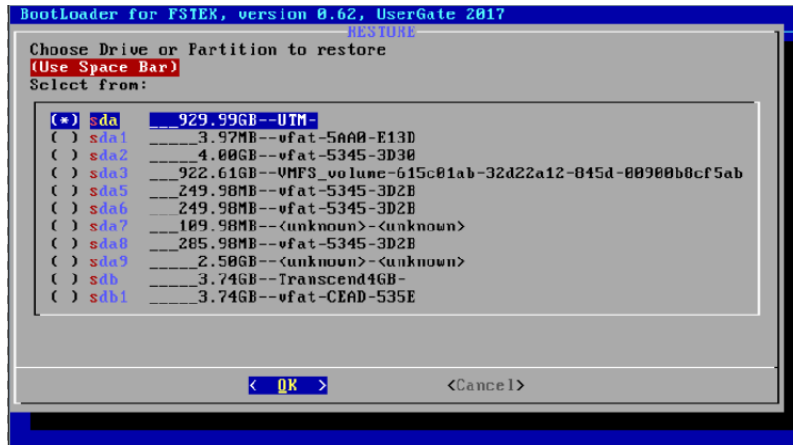 BootLoader for FSTEK, version 0.62, UserGate 2017
RESTORE
Choose Drive or Partition to restore
(Use Space Bar)
Select from:
(*) sda ___929.99GB--UTM-
( ) sda1 _____3.97MB--vfat-5AA0-E13D
( ) sda2 _____4.00GB--vfat-5345-3D30
( ) sda3 ___922.61GB--VMFS_volume-615c01ab-32d22a12-845d-00900b8cf5ab
( ) sda5 ___249.98MB--vfat-5345-3D2B
( ) sda6 ___249.98MB--vfat-5345-3D2B
( ) sda7 ___109.98MB--<unknown>-<unknown>
( ) sda8 ___285.98MB--vfat-5345-3D2B
( ) sda9 _____2.50GB--<unknown>-<unknown>
( ) sdb _____3.74GB--Transcend4GB-
( ) sdb1 _____3.74GB--vfat-CEAD-535E
< OK > <Cancel>